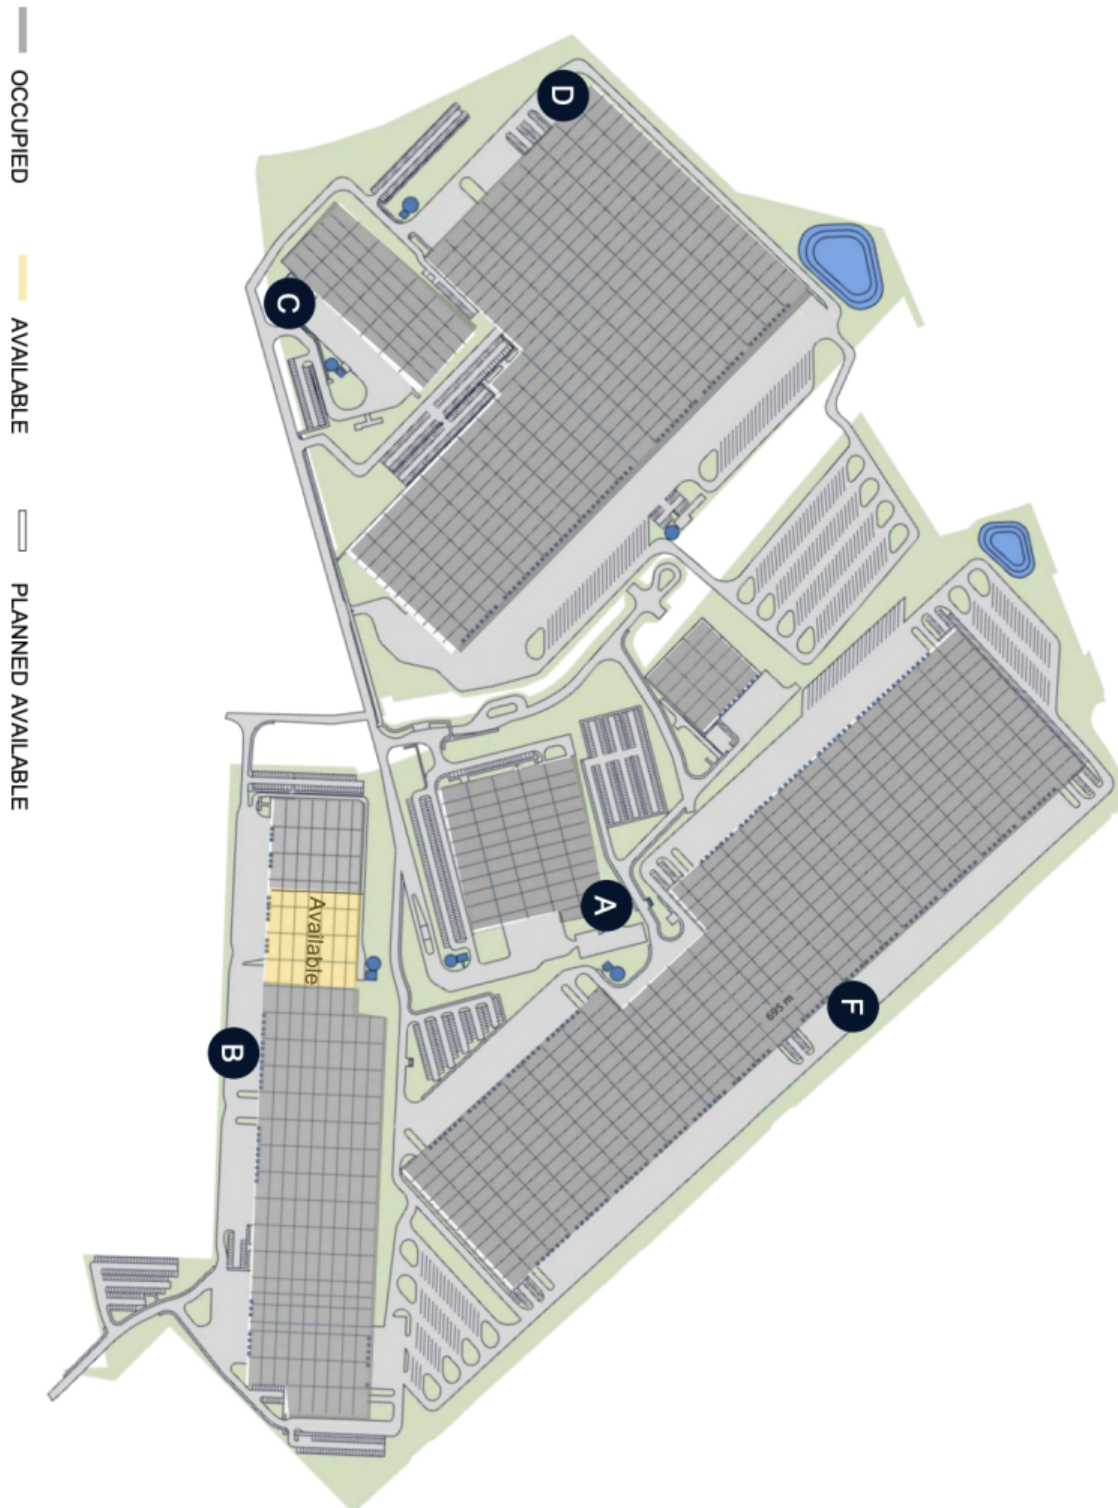 OCCUPIED
AVAILABLE
PLANNED AVAILABLE
D
C
A
Available
695 m
F
B